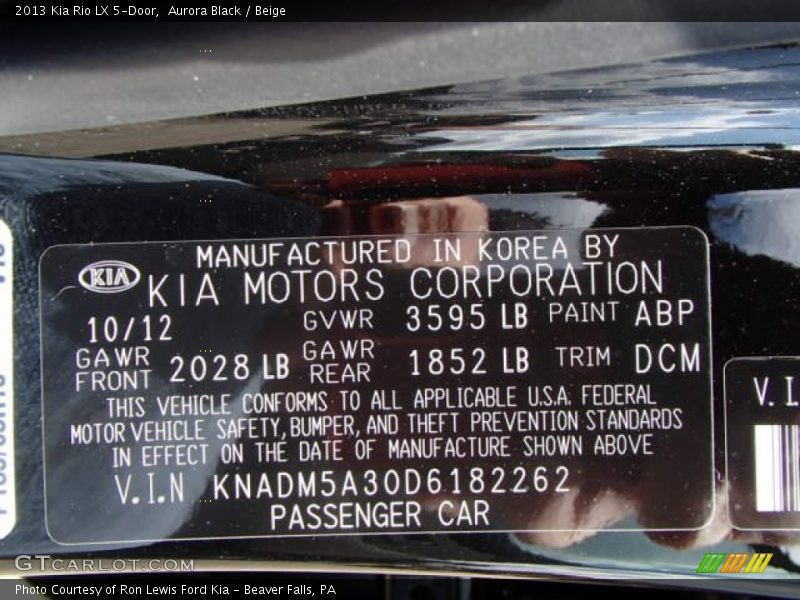 2013 Kia Rio LX 5-Door,  Aurora Black / Beige
MANUFACTURED IN KOREA BY
KIA KIA MOTORS CORPORATION
10/12 GVWR 3595 LB PAINT ABP
GAWR FRONT 2028 LB GAWR REAR 1852 LB TRIM DCM
THIS VEHICLE CONFORMS TO ALL APPLICABLE U.S.A. FEDERAL
MOTOR VEHICLE SAFETY, BUMPER, AND THEFT PREVENTION STANDARDS
IN EFFECT ON THE DATE OF MANUFACTURE SHOWN ABOVE
V.I.N KNADM5A30D6182262
PASSENGER CAR
V.I
GTCARLOT.COM
Photo Courtesy of Ron Lewis Ford Kia - Beaver Falls, PA